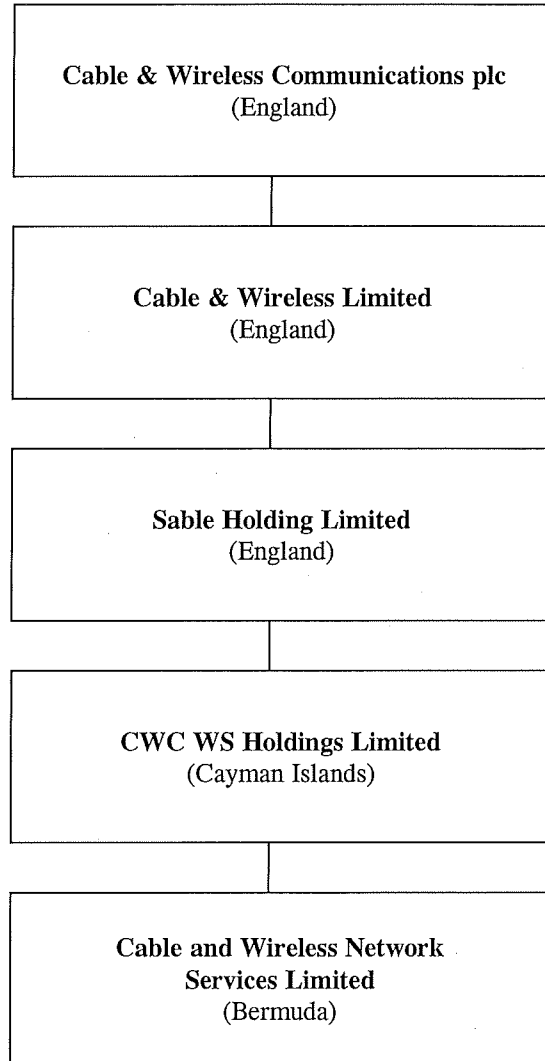 Cable & Wireless Communications plc
(England)
Cable & Wireless Limited
(England)
Sable Holding Limited
(England)
CWC WS Holdings Limited
(Cayman Islands)
Cable and Wireless Network
Services Limited
(Bermuda)